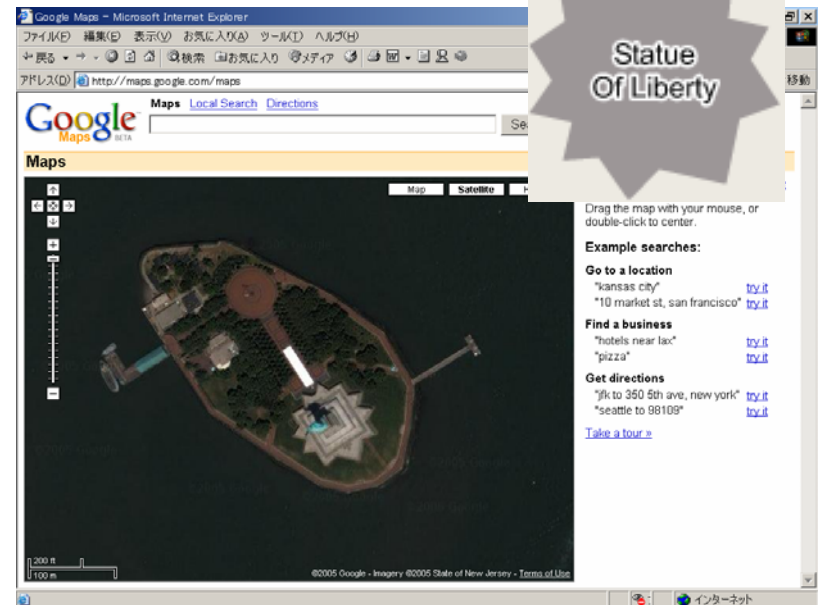 Google Maps - Microsoft Internet Explorer
ファイル(F) 編集(E) 表示(V) お気に入り(A) ツール(T) ヘルプ(H)
戻る 検索 お気に入り メディア
アドレス(D) http://maps.google.com/maps
移動
Statue
Of Liberty
Google
Maps BETA
Maps Local Search Directions
Maps
Map Satellite
Drag the map with your mouse, or
double-click to center.
Example searches:
Go to a location
"kansas city" try it
"10 market st, san francisco" try it
Find a business
"hotels near lax" try it
"pizza" try it
Get directions
"jfk to 350 5th ave, new york" try it
"seattle to 98109" try it
Take a tour »
200 ft
100 m
©2005 Google - Imagery ©2005 State of New Jersey - Terms of Use
インターネット